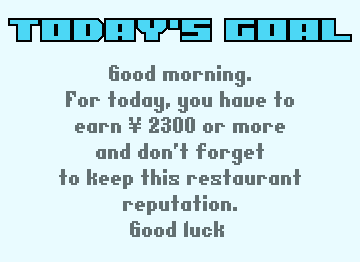 TODAY'S GOAL
Good morning.
For today, you have to
earn ¥ 2300 or more
and don't forget
to keep this restaurant
reputation.
Good luck